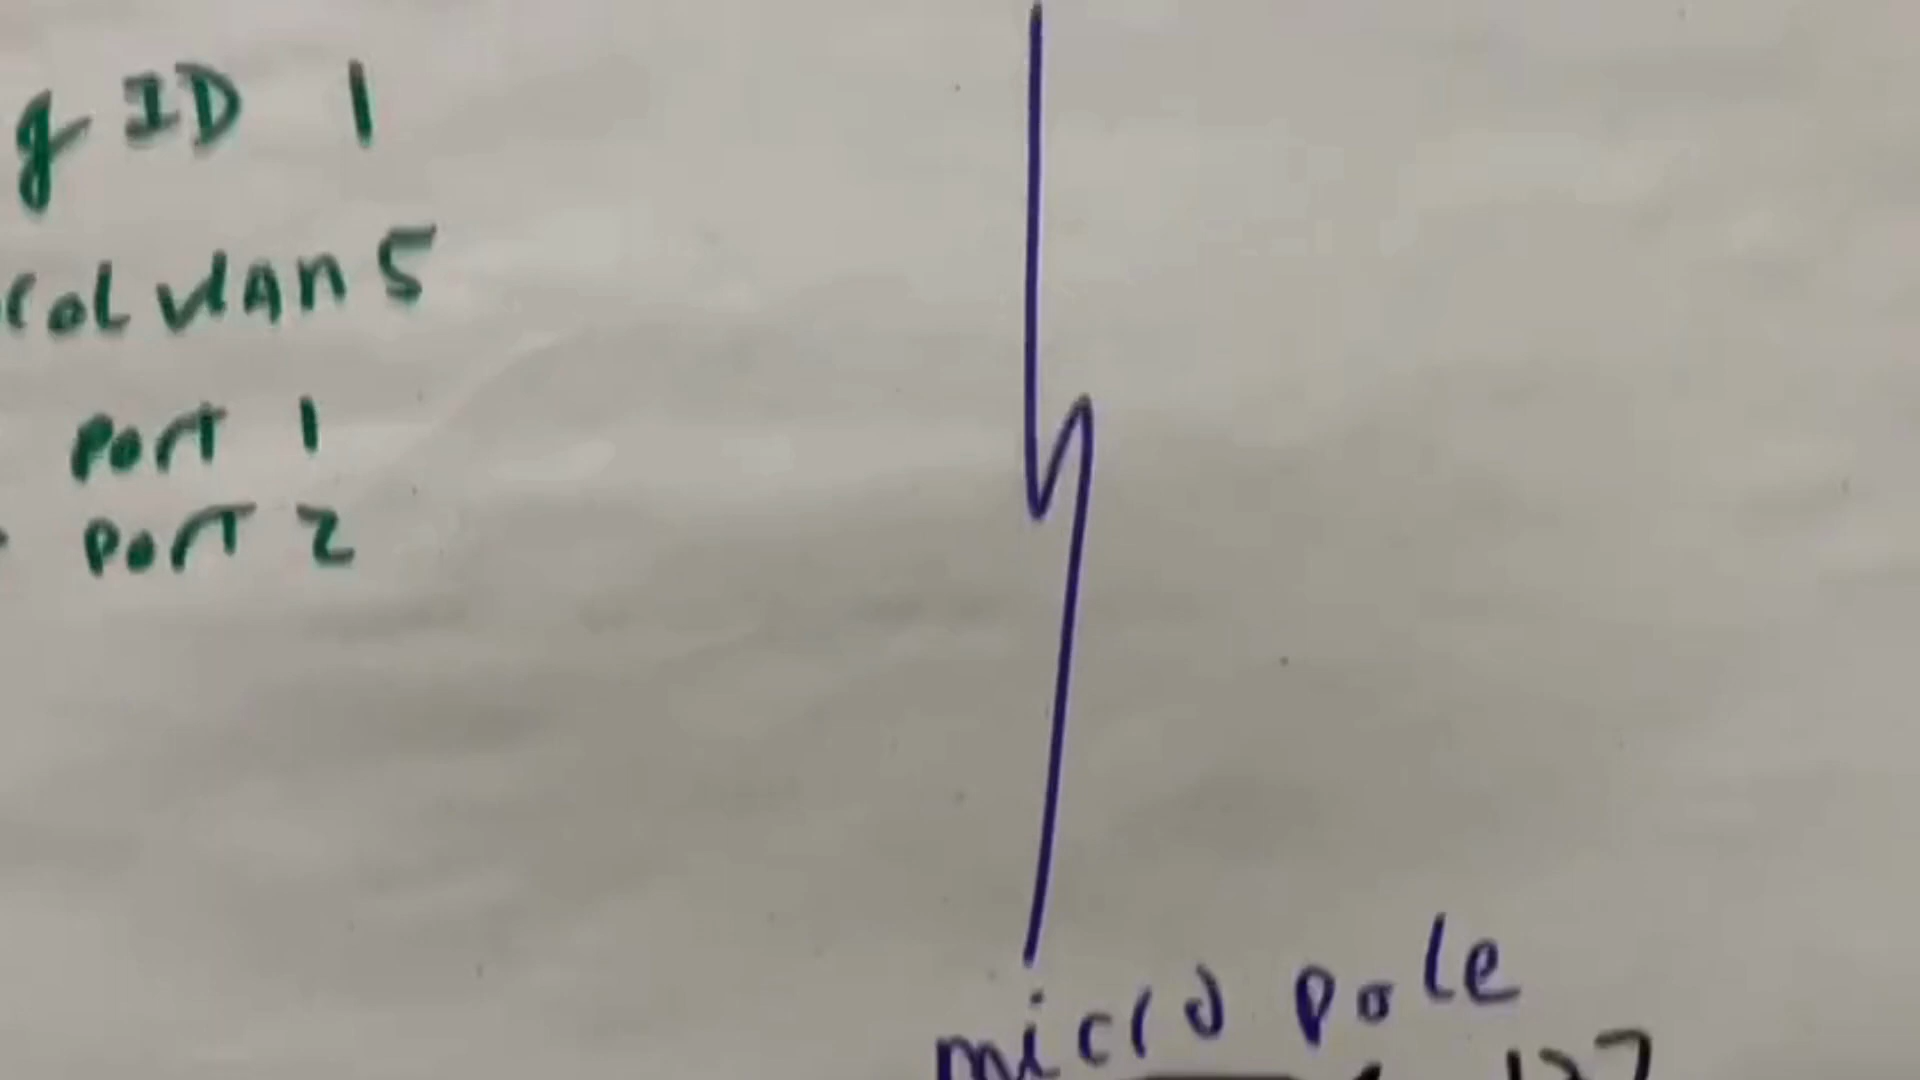 g ID 1
col vlan 5
port 1
port 2
micro pole